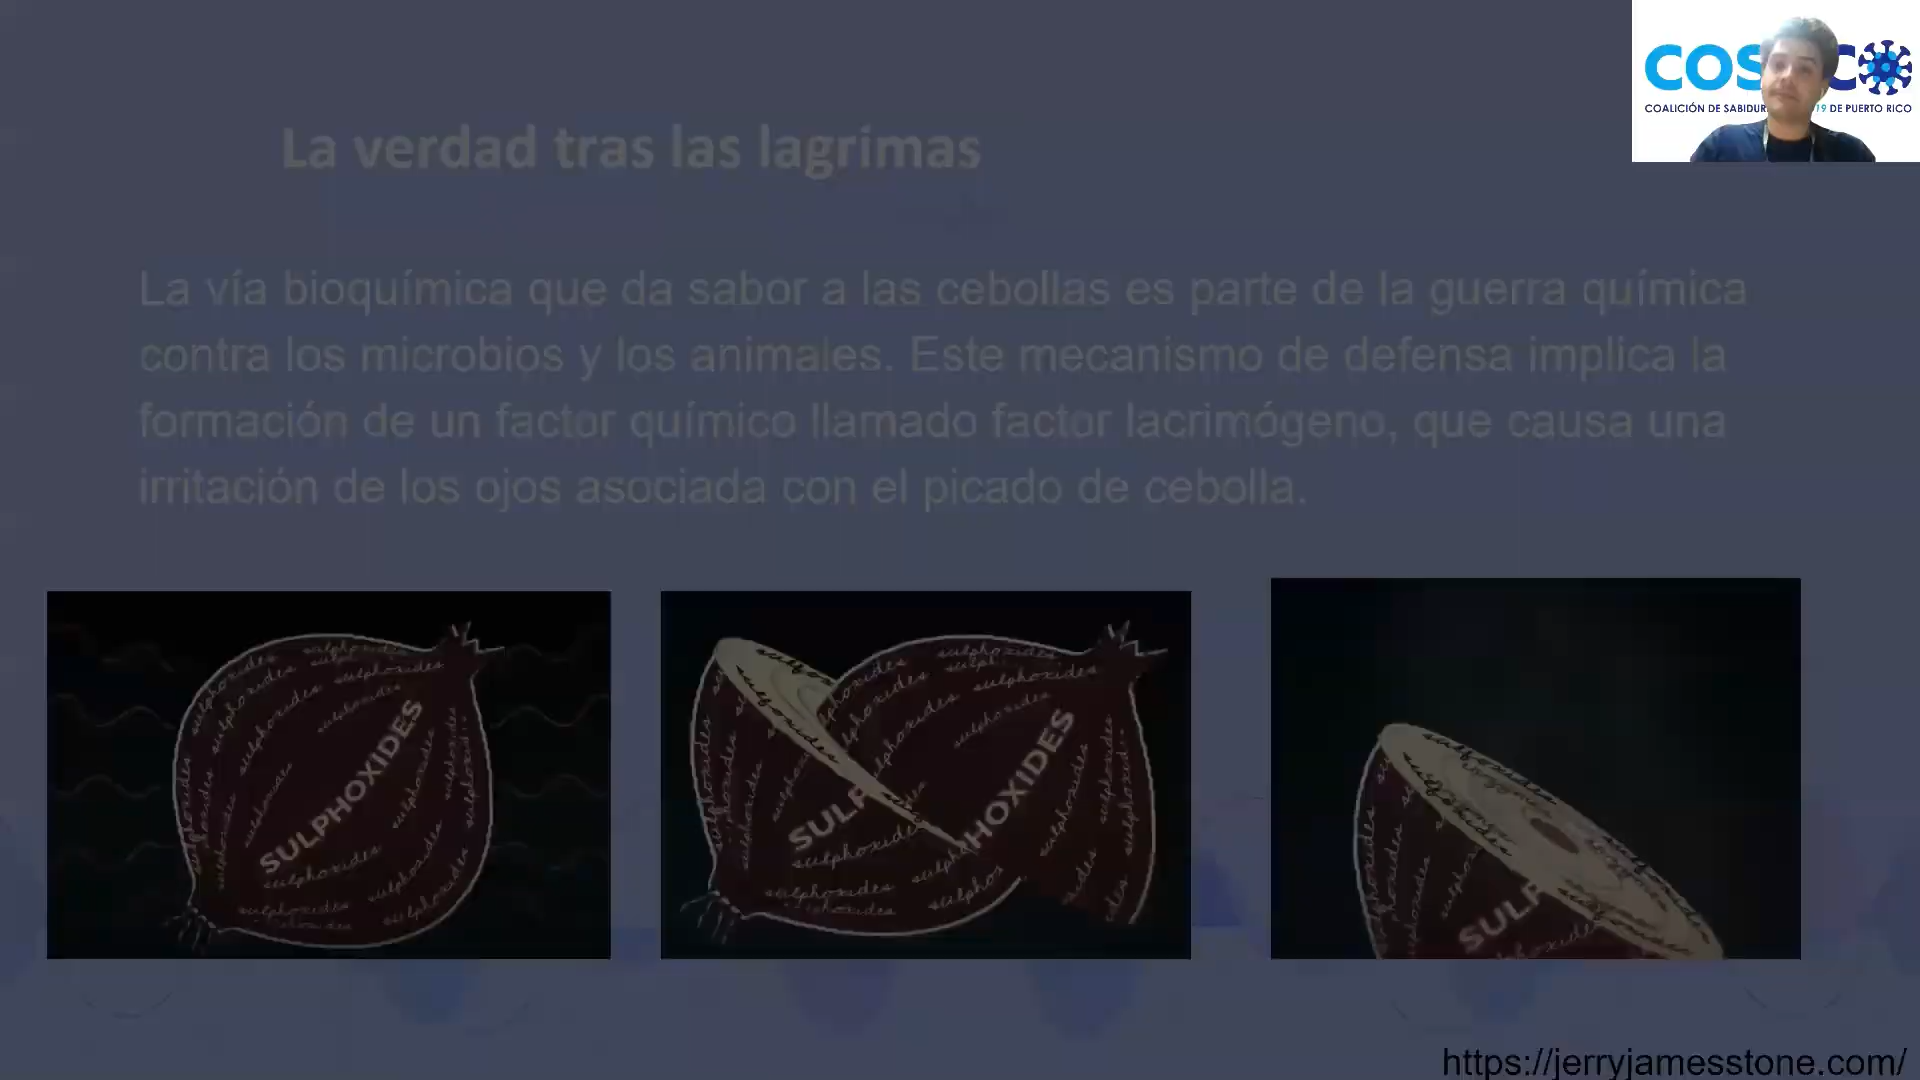 COS C
COALICIÓN DE SABIDUR 19 DE PUERTO RICO
La verdad tras las lagrimas
La vía bioquímica que da sabor a las cebollas es parte de la guerra química
contra los microbios y los animales. Este mecanismo de defensa implica la
formación de un factor químico llamado factor lacrimógeno, que causa una
irritación de los ojos asociada con el picado de cebolla.
SULPHOXIDES
sulphoxides
SULP
PHOXIDES
sulphoxides
SULP
https://jerryjamesstone.com/